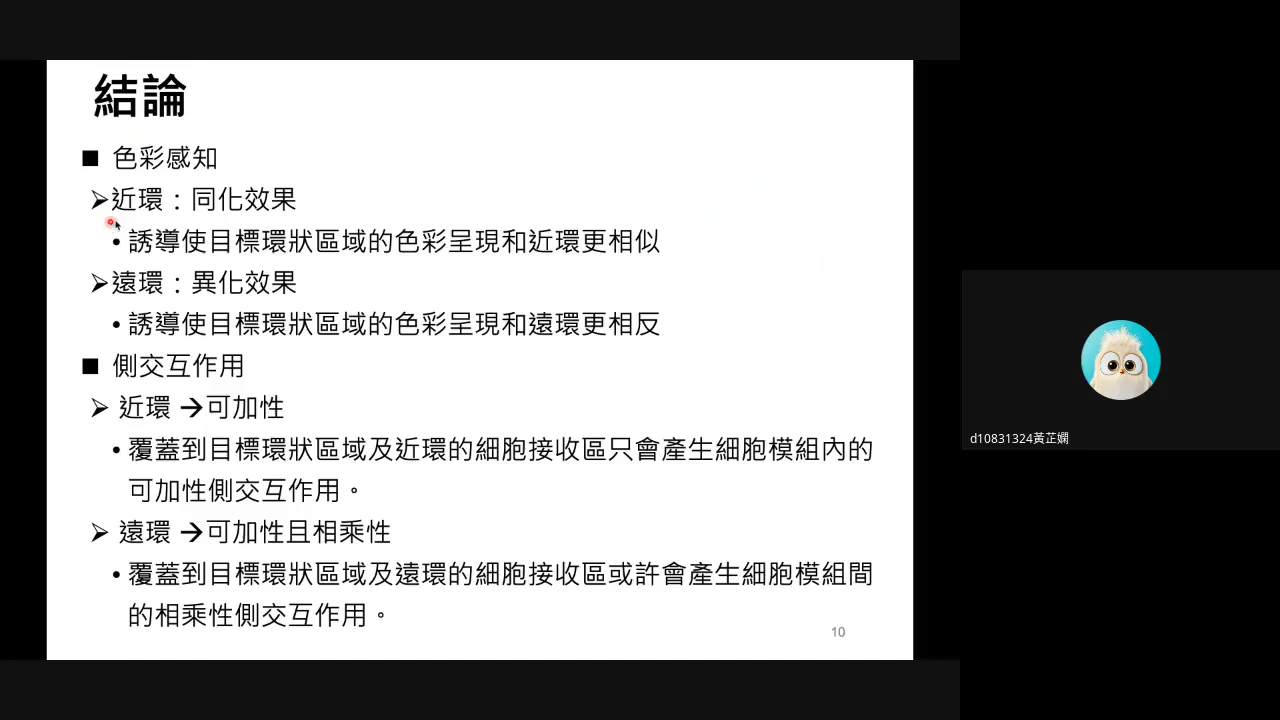 結論
■ 色彩感知
➢近環：同化效果
• 誘導使目標環狀區域的色彩呈現和近環更相似
➢遠環：異化效果
• 誘導使目標環狀區域的色彩呈現和遠環更相反
■ 側交互作用
➢ 近環 →可加性
• 覆蓋到目標環狀區域及近環的細胞接收區只會產生細胞模組內的
可加性側交互作用。
➢ 遠環 →可加性且相乘性
• 覆蓋到目標環狀區域及遠環的細胞接收區或許會產生細胞模組間
的相乘性側交互作用。
10
d10831324黃芷嫻